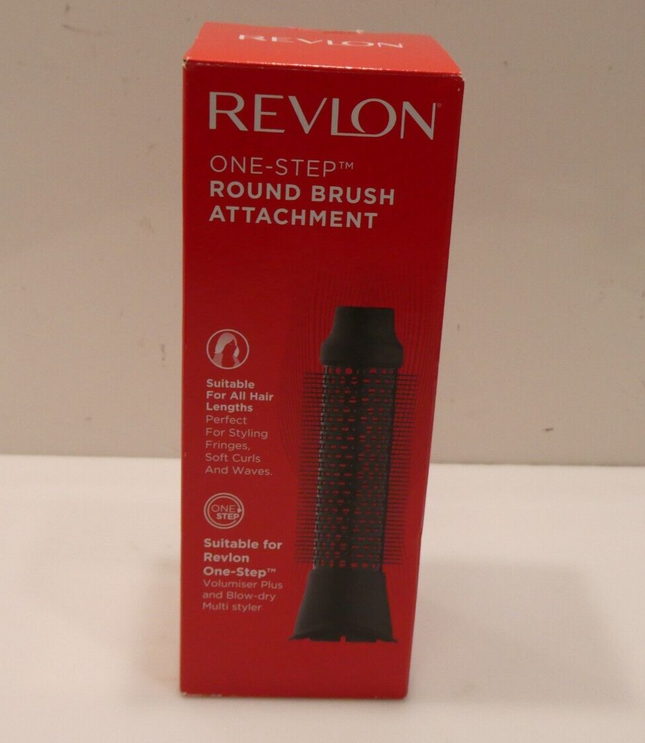 REVLON
REVLON®
ONE-STEP™
ROUND BRUSH
ATTACHMENT
Suitable
For All Hair
Lengths
Perfect
For Styling
Fringes,
Soft Curls
And Waves.
ONE
STEP
Suitable for
Revlon
One-Step™
Volumiser Plus
and Blow-dry
Multi styler